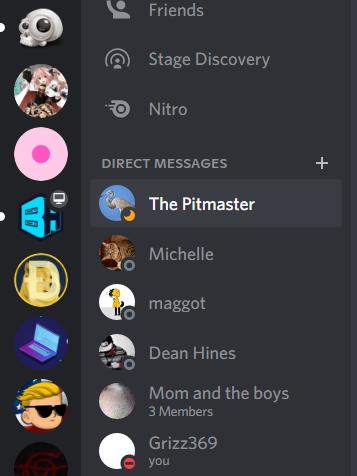 Friends
Stage Discovery
Nitro
DIRECT MESSAGES
The Pitmaster
Michelle
maggot
Dean Hines
Mom and the boys
3 Members
Grizz369
you